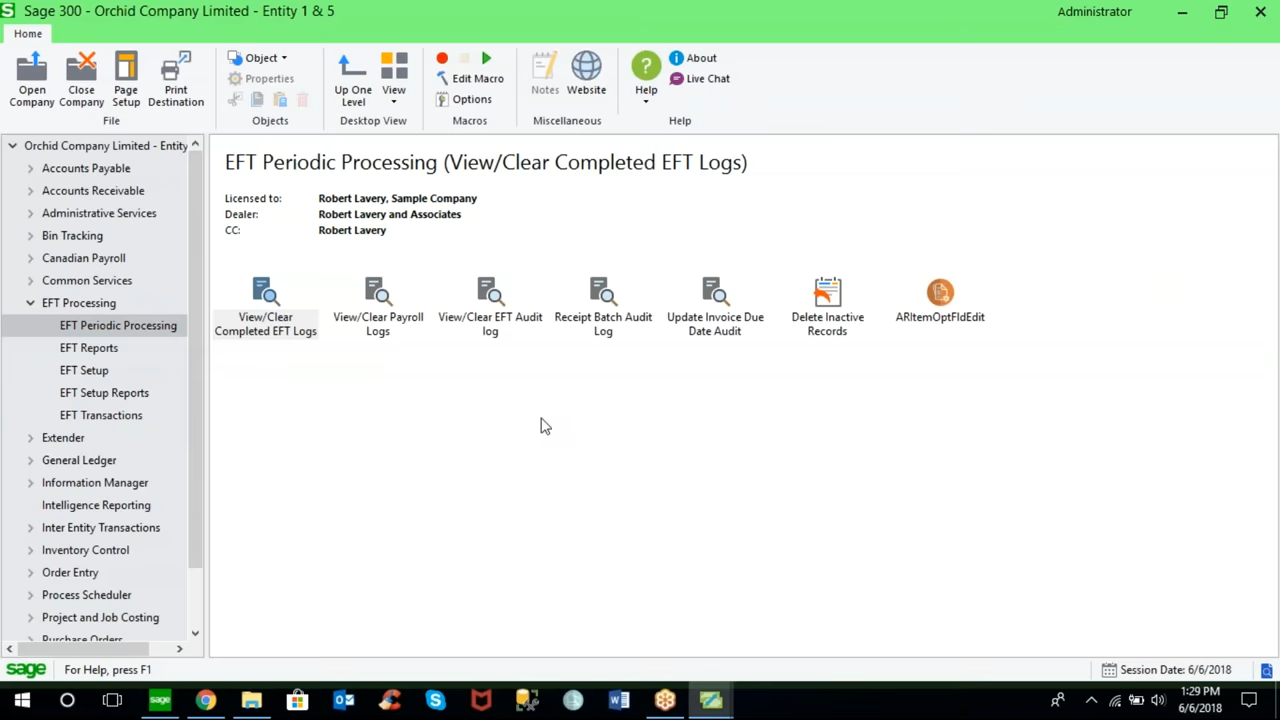 Sage 300 - Orchid Company Limited - Entity 1 & 5
Administrator
Home
Open Company
Close Company
Page Setup
Print Destination
File
Object
Properties
Objects
Up One Level
View
Desktop View
Edit Macro
Options
Macros
Notes
Website
Miscellaneous
Help
About
Live Chat
Help
Orchid Company Limited - Entity
Accounts Payable
Accounts Receivable
Administrative Services
Bin Tracking
Canadian Payroll
Common Services
EFT Processing
EFT Periodic Processing
EFT Reports
EFT Setup
EFT Setup Reports
EFT Transactions
Extender
General Ledger
Information Manager
Intelligence Reporting
Inter Entity Transactions
Inventory Control
Order Entry
Process Scheduler
Project and Job Costing
Purchase Orders
EFT Periodic Processing (View/Clear Completed EFT Logs)
Licensed to: Robert Lavery, Sample Company
Dealer: Robert Lavery and Associates
CC: Robert Lavery
View/Clear
Completed EFT Logs
View/Clear Payroll
Logs
View/Clear EFT Audit
log
Receipt Batch Audit
Log
Update Invoice Due
Date Audit
Delete Inactive
Records
ARItemOptFldEdit
sage
For Help, press F1
Session Date: 6/6/2018
sage
1:29 PM
6/6/2018